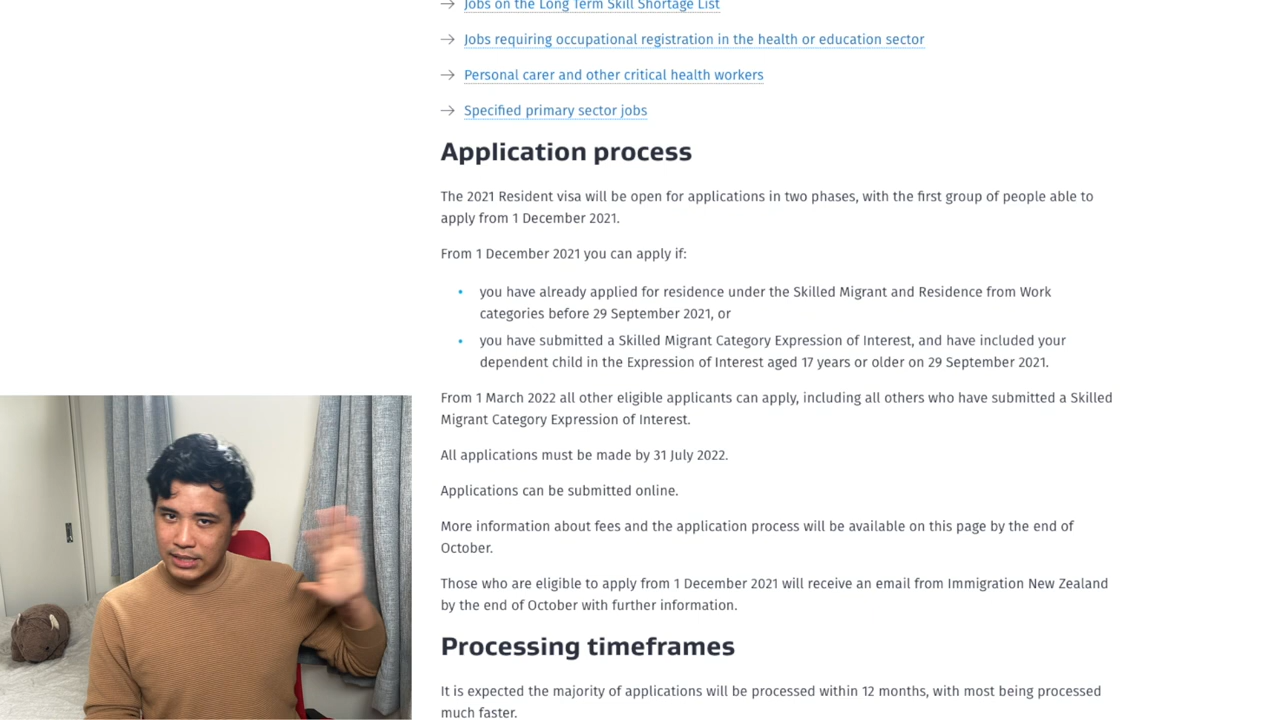 Jobs on the Long Term Skill Shortage List
Jobs requiring occupational registration in the health or education sector
Personal carer and other critical health workers
Specified primary sector jobs
Application process
The 2021 Resident visa will be open for applications in two phases, with the first group of people able to
apply from 1 December 2021.
From 1 December 2021 you can apply if:
you have already applied for residence under the Skilled Migrant and Residence from Work
categories before 29 September 2021, or
you have submitted a Skilled Migrant Category Expression of Interest, and have included your
dependent child in the Expression of Interest aged 17 years or older on 29 September 2021.
From 1 March 2022 all other eligible applicants can apply, including all others who have submitted a Skilled
Migrant Category Expression of Interest.
All applications must be made by 31 July 2022.
Applications can be submitted online.
More information about fees and the application process will be available on this page by the end of
October.
Those who are eligible to apply from 1 December 2021 will receive an email from Immigration New Zealand
by the end of October with further information.
Processing timeframes
It is expected the majority of applications will be processed within 12 months, with most being processed
much faster.